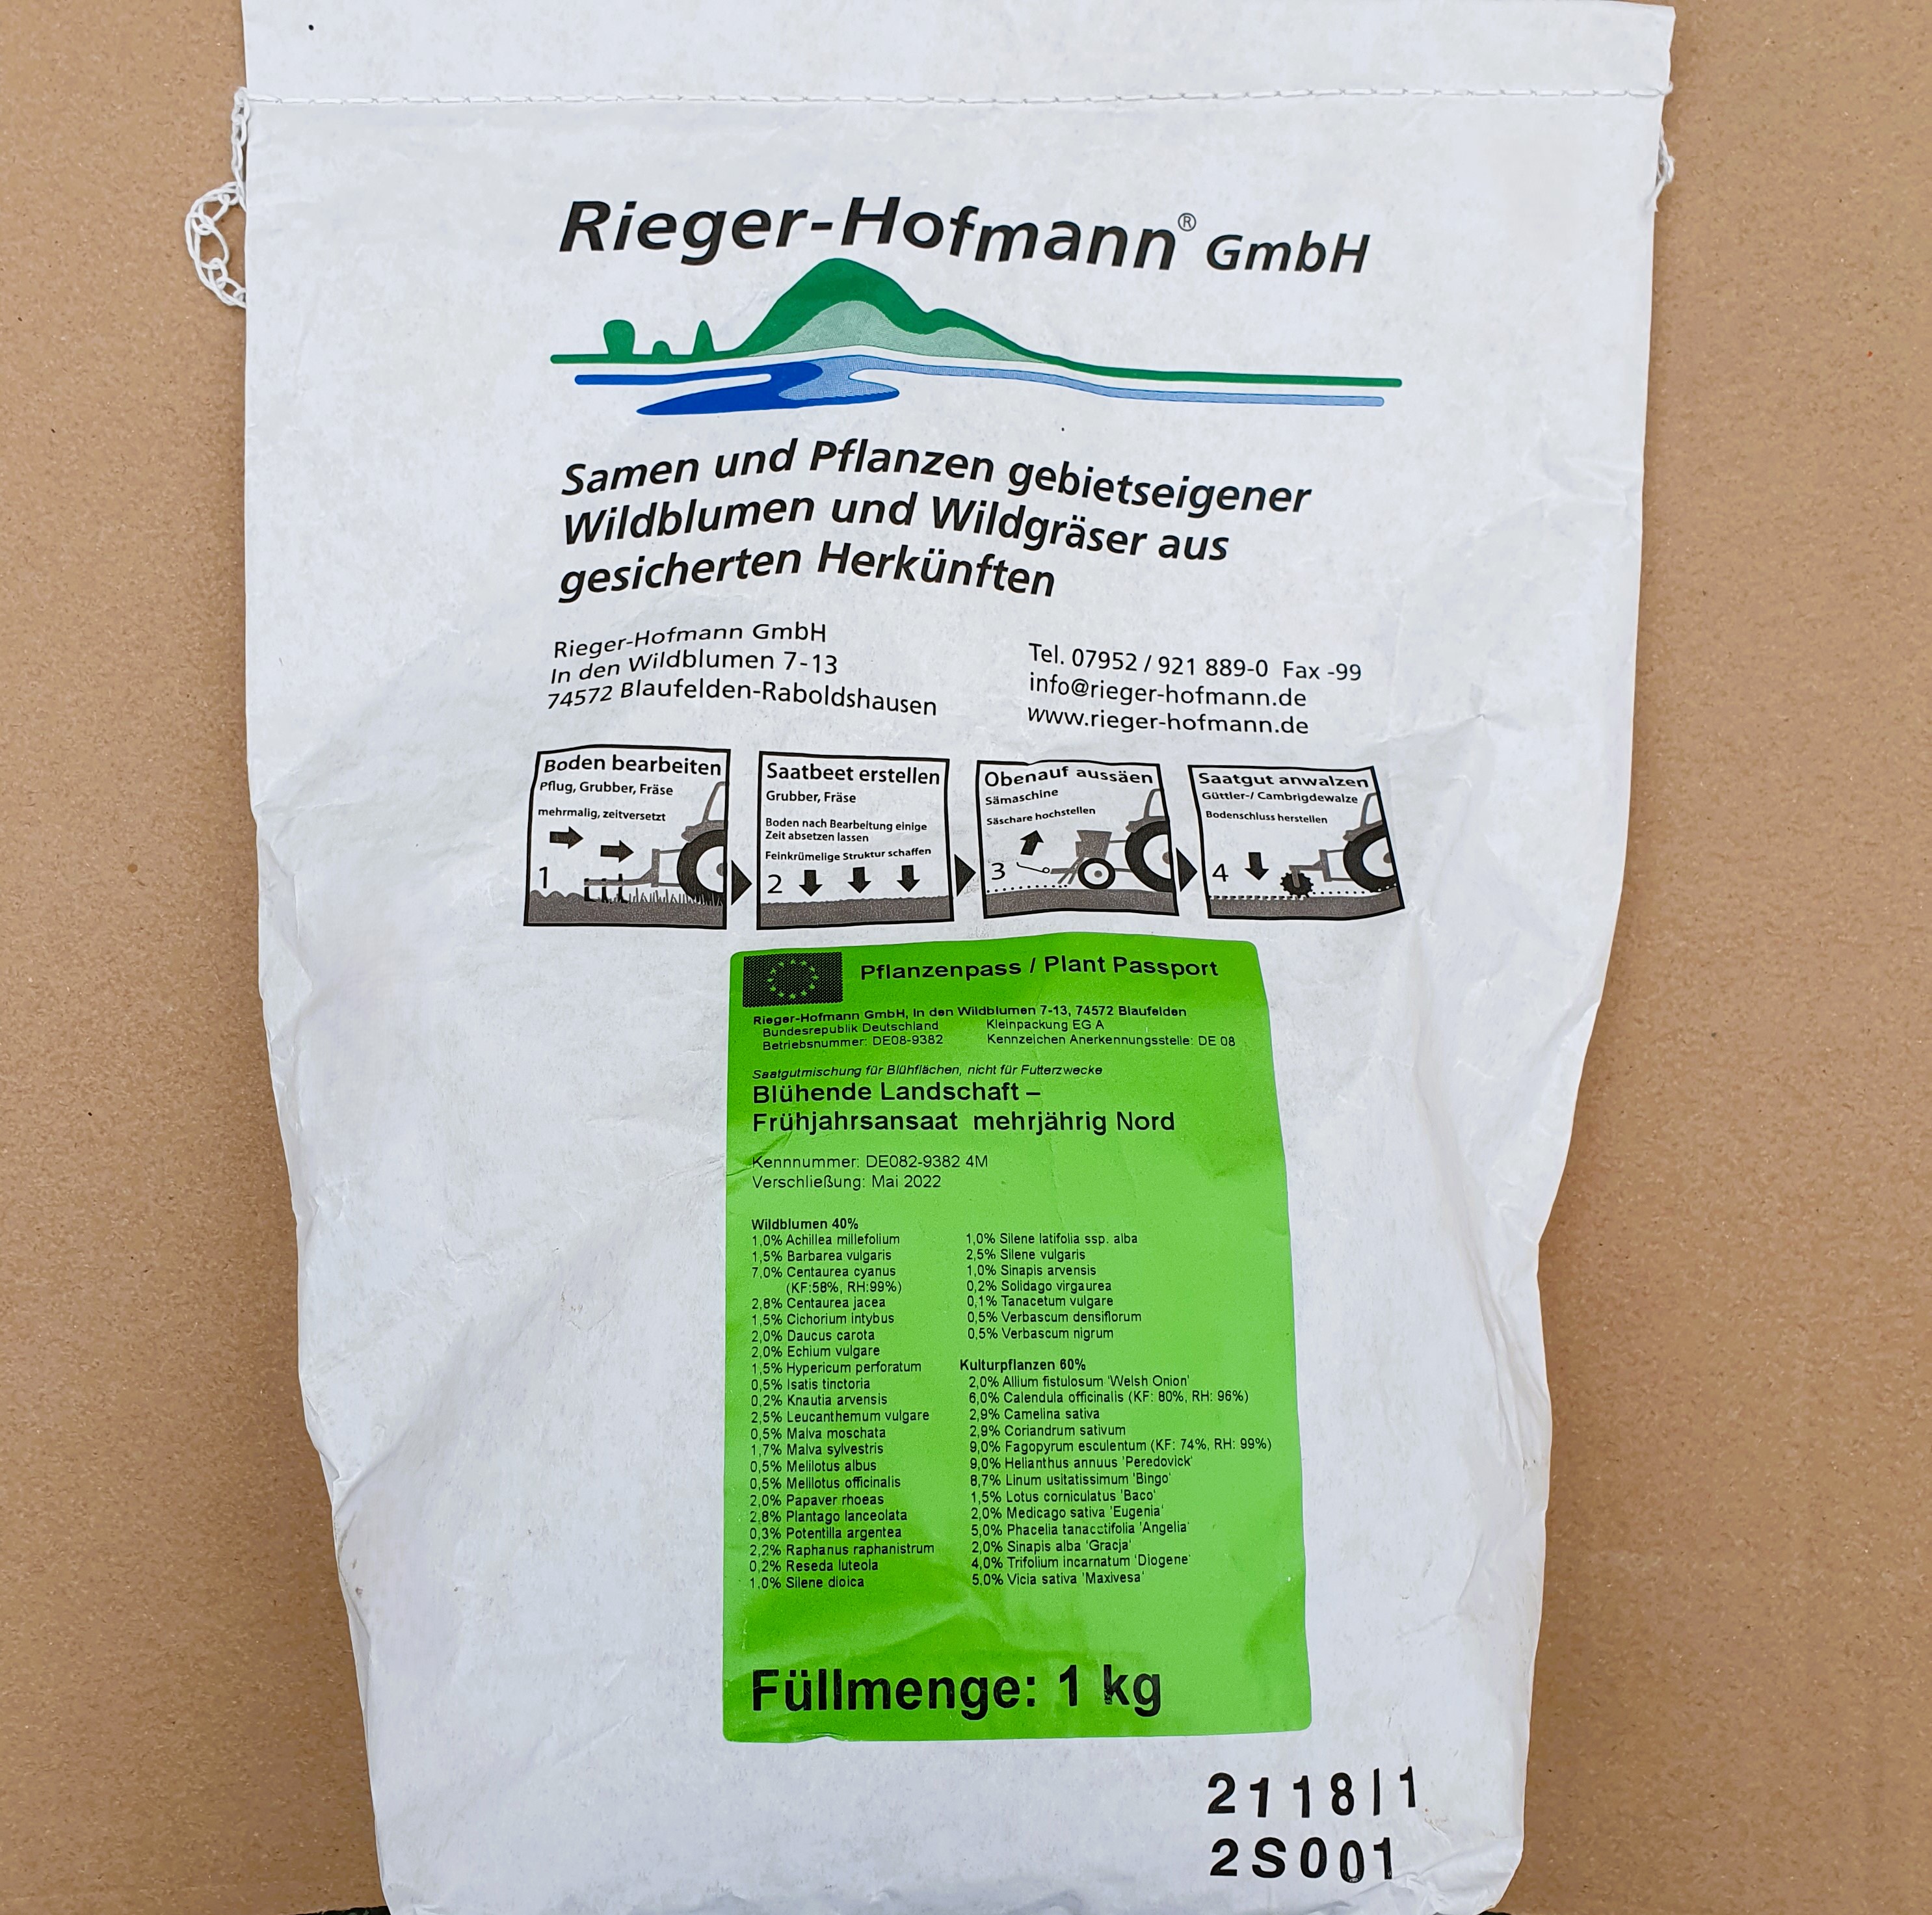 Rieger-Hofmann® GmbH
Samen und Pflanzen gebietseigener
Wildblumen und Wildgräser aus
gesicherten Herkünften
Rieger-Hofmann GmbH
In den Wildblumen 7-13
74572 Blaufelden-Raboldshausen
Tel. 07952 / 921 889-0 Fax -99
info@rieger-hofmann.de
www.rieger-hofmann.de
Boden bearbeiten
Pflug, Grubber, Fräse
mehrmalig, zeitversetzt
1
Saatbeet erstellen
Grubber, Fräse
Boden nach Bearbeitung einige
Zeit absetzen lassen
Feinkrümelige Struktur schaffen
2
Obenauf aussäen
Sämaschine
Säschare hochstellen
3
Saatgut anwalzen
Güttler-/ Cambrigdewalze
Bodenschluss herstellen
4
Pflanzenpass / Plant Passport
Rieger-Hofmann GmbH, In den Wildblumen 7-13, 74572 Blaufelden
Bundesrepublik Deutschland Kleinpackung EG A
Betriebsnummer: DE08-9382 Kennzeichen Anerkennungsstelle: DE 08
Saatgutmischung für Blühflächen, nicht für Futterzwecke
Blühende Landschaft –
Frühjahrsansaat mehrjährig Nord
Kennnummer: DE082-9382 4M
Verschließung: Mai 2022
Wildblumen 40%
1,0% Achillea millefolium
1,5% Barbarea vulgaris
7,0% Centaurea cyanus
(KF:58%, RH:99%)
2,8% Centaurea jacea
1,5% Cichorium intybus
2,0% Daucus carota
2,0% Echium vulgare
1,5% Hypericum perforatum
0,5% Isatis tinctoria
0,2% Knautia arvensis
2,5% Leucanthemum vulgare
0,5% Malva moschata
1,7% Malva sylvestris
0,5% Melilotus albus
0,5% Melilotus officinalis
2,0% Papaver rhoeas
2,8% Plantago lanceolata
0,3% Potentilla argentea
2,2% Raphanus raphanistrum
0,2% Reseda luteola
1,0% Silene dioica
1,0% Silene latifolia ssp. alba
2,5% Silene vulgaris
1,0% Sinapis arvensis
0,2% Solidago virgaurea
0,1% Tanacetum vulgare
0,5% Verbascum densiflorum
0,5% Verbascum nigrum
Kulturpflanzen 60%
2,0% Allium fistulosum 'Welsh Onion'
6,0% Calendula officinalis (KF: 80%, RH: 96%)
2,9% Camelina sativa
2,9% Coriandrum sativum
9,0% Fagopyrum esculentum (KF: 74%, RH: 99%)
9,0% Helianthus annuus 'Peredovick'
8,7% Linum usitatissimum 'Bingo'
1,5% Lotus corniculatus 'Baco'
2,0% Medicago sativa 'Eugenia'
5,0% Phacelia tanacetifolia 'Angelia'
2,0% Sinapis alba 'Gracja'
4,0% Trifolium incarnatum 'Diogene'
5,0% Vicia sativa 'Maxivesa'
Füllmenge: 1 kg
2118|1
2S001